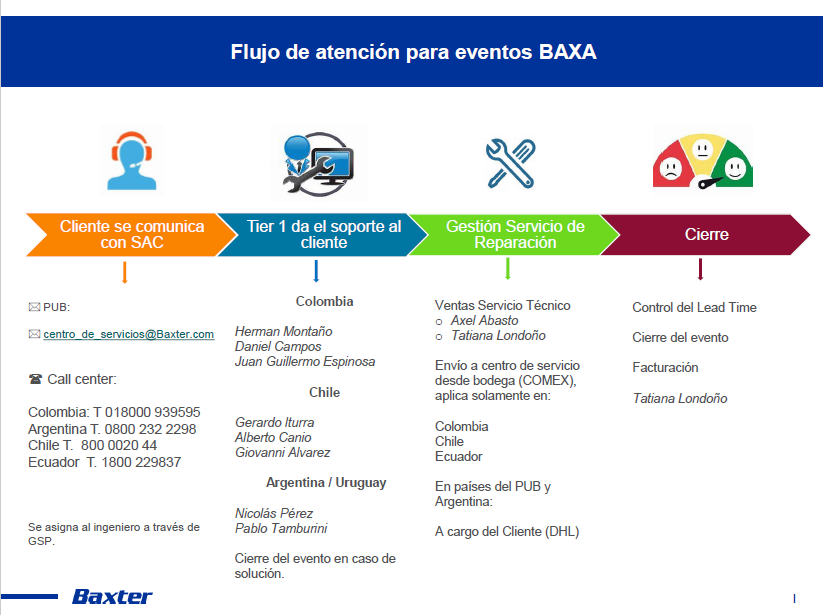 Flujo de atención para eventos BAXA
Cliente se comunica
con SAC
Tier 1 da el soporte al
cliente
Gestión Servicio de
Reparación
Cierre
PUB:
centro_de_servicios@Baxter.com
Call center:
Colombia: T 018000 939595
Argentina T. 0800 232 2298
Chile T.  800 0020 44
Ecuador  T. 1800 229837
Se asigna al ingeniero a través de
GSP.
Colombia
Herman Montaño
Daniel Campos
Juan Guillermo Espinosa
Chile
Gerardo Iturra
Alberto Canio
Giovanni Alvarez
Argentina / Uruguay
Nicolás Pérez
Pablo Tamburini
Cierre del evento en caso de
solución.
Ventas Servicio Técnico
o Axel Abasto
o Tatiana Londoño
Envío a centro de servicio
desde bodega (COMEX),
aplica solamente en:
Colombia
Chile
Ecuador
En países del PUB y
Argentina:
A cargo del Cliente (DHL)
Control del Lead Time
Cierre del evento
Facturación
Tatiana Londoño
Baxter
I